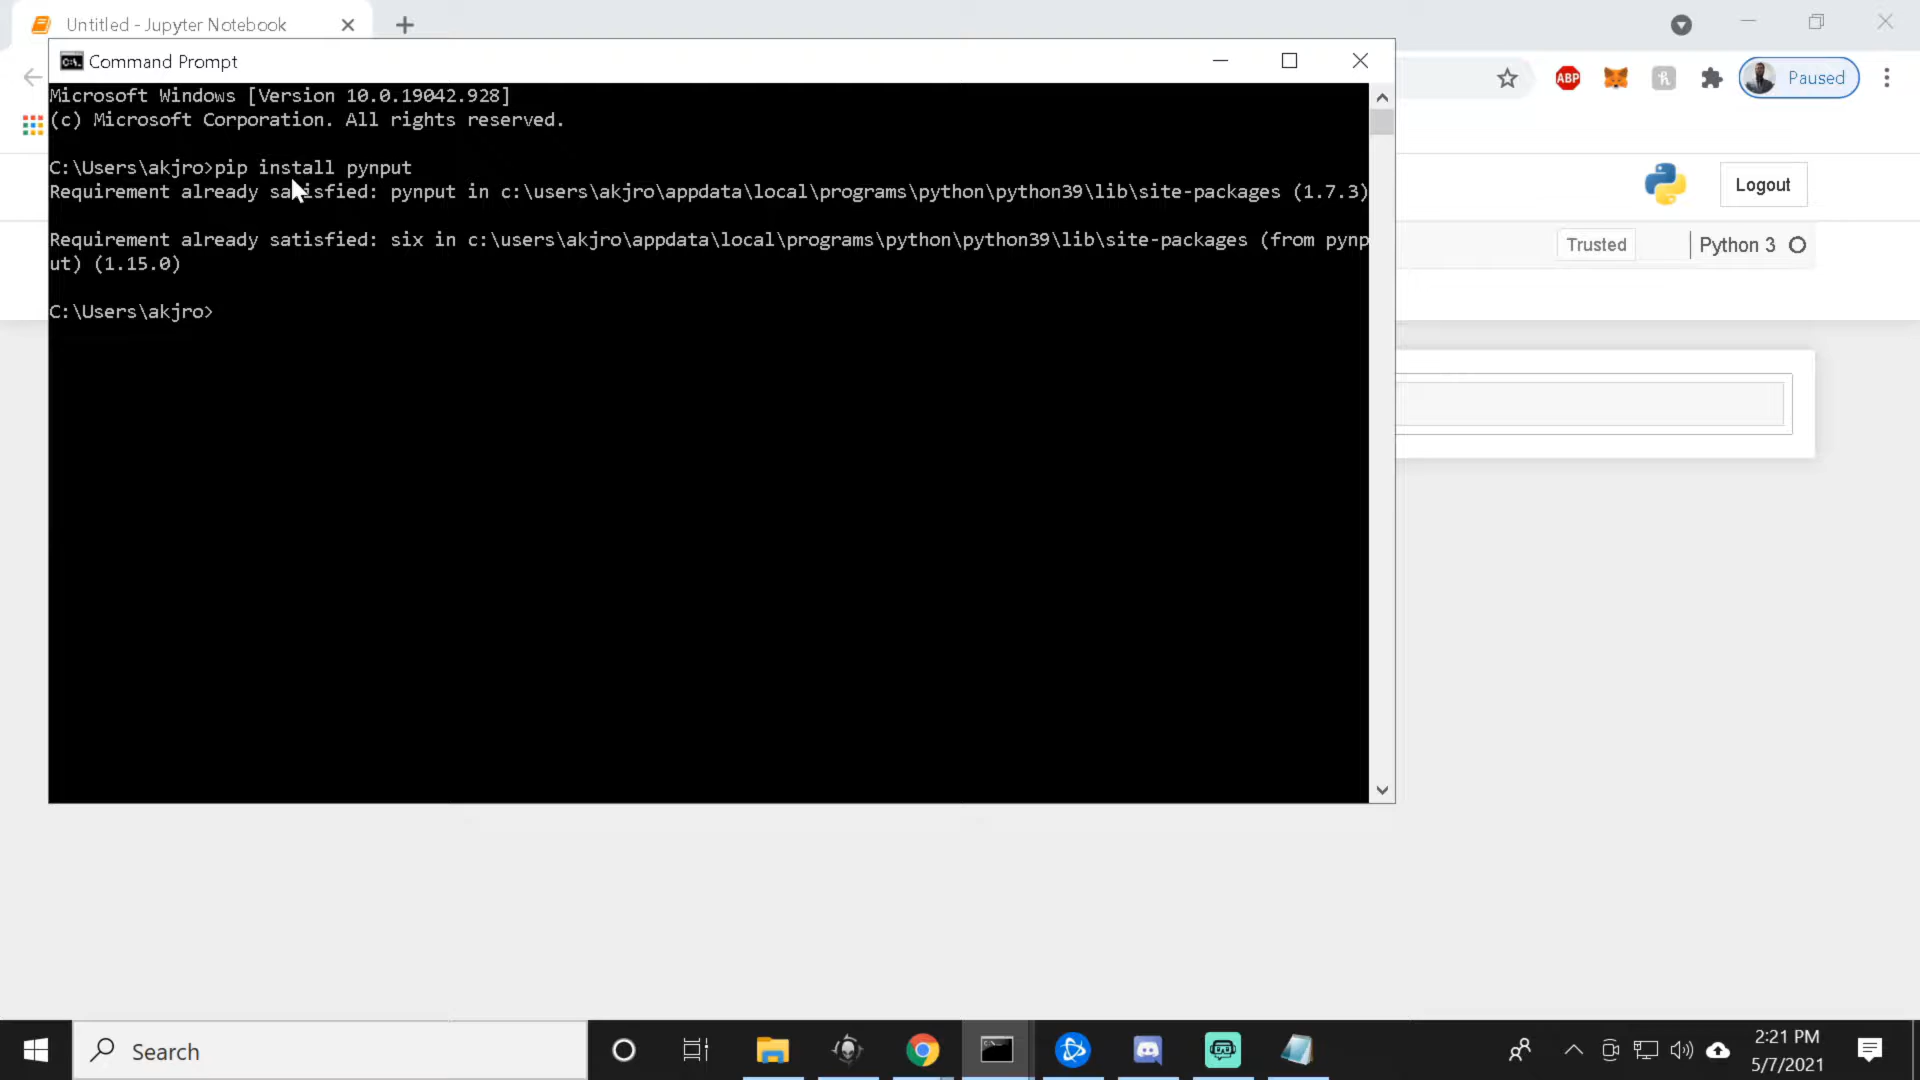 Untitled - Jupyter Notebook
Command Prompt
Microsoft Windows [Version 10.0.19042.928]
(c) Microsoft Corporation. All rights reserved.
C:\Users\akjro>pip install pynput
Requirement already satisfied: pynput in c:\users\akjro\appdata\local\programs\python\python39\lib\site-packages (1.7.3)
Requirement already satisfied: six in c:\users\akjro\appdata\local\programs\python\python39\lib\site-packages (from pynp
ut) (1.15.0)
C:\Users\akjro>
ABP
Paused
Logout
Trusted
Python 3
Search
2:21 PM
5/7/2021